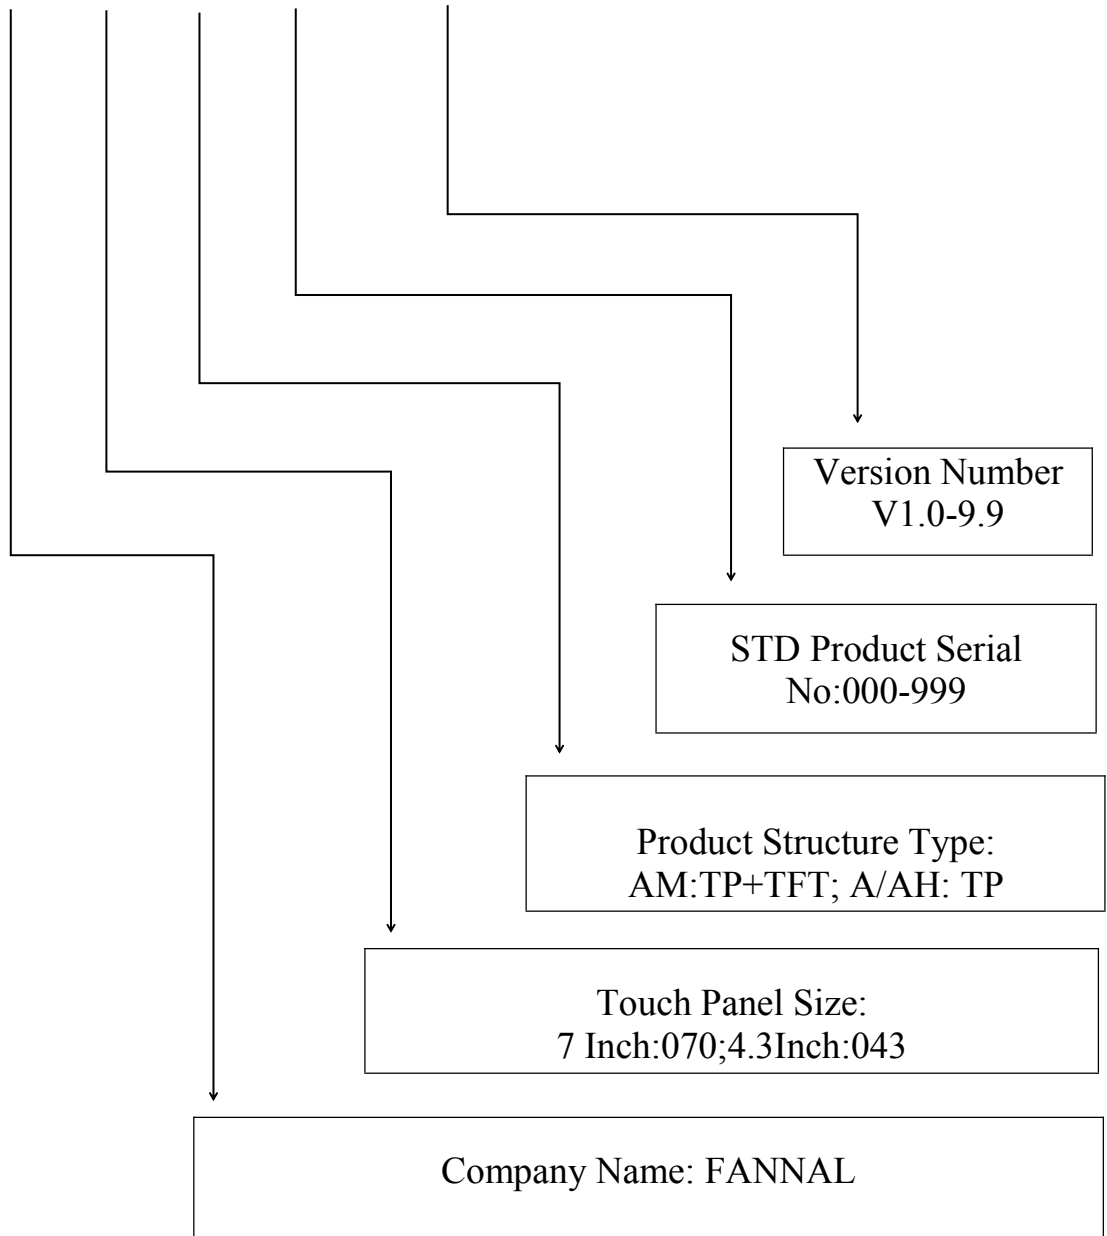 Version Number
V1.0-9.9
STD Product Serial
No:000-999
Product Structure Type:
AM:TP+TFT; A/AH: TP
Touch Panel Size:
7 Inch:070;4.3Inch:043
Company Name: FANNAL